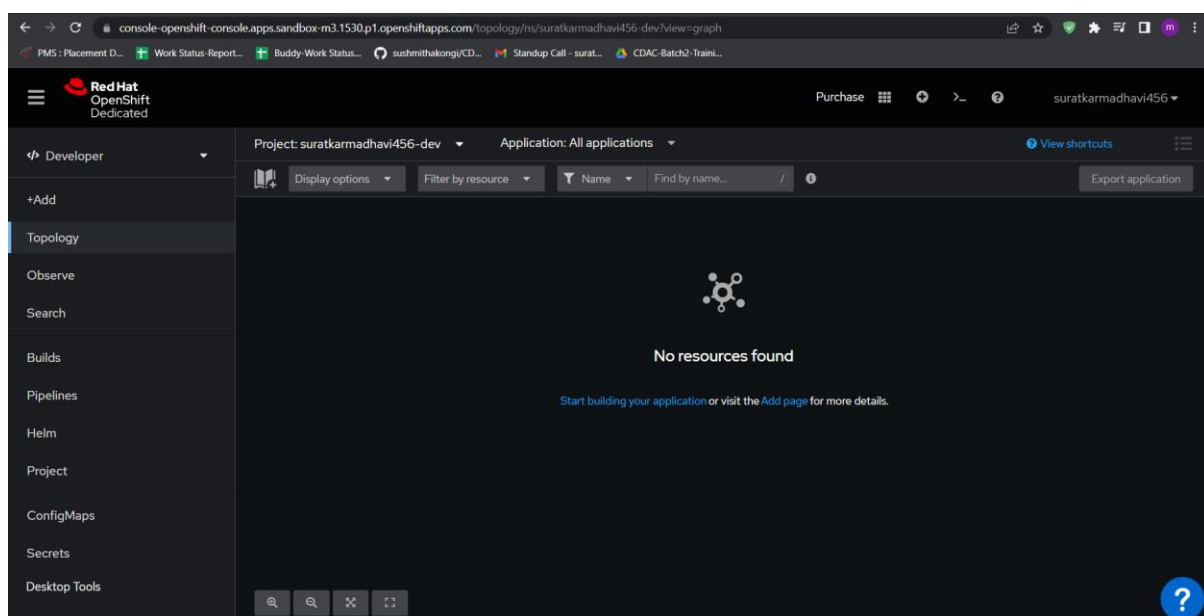 console-openshift-console.apps.sandbox-m3.1530.p1.openshiftapps.com/topology/ns/suratkarmadhavi456-dev?view=graph
m
PMS : Placement D... Work Status-Report... Buddy-Work Status... sushmithakongi/CD... Standup Call - surat... CDAC-Batch2-Traini...
Red Hat
OpenShift
Dedicated
Purchase >_ ? suratkarmadhavi456
</> Developer
Project: suratkarmadhavi456-dev Application: All applications
? View shortcuts
Display options Filter by resource Name Find by name... / i Export application
+Add
Topology
Observe
Search
Builds
Pipelines
Helm
Project
ConfigMaps
Secrets
Desktop Tools
No resources found
Start building your application or visit the Add page for more details.
?